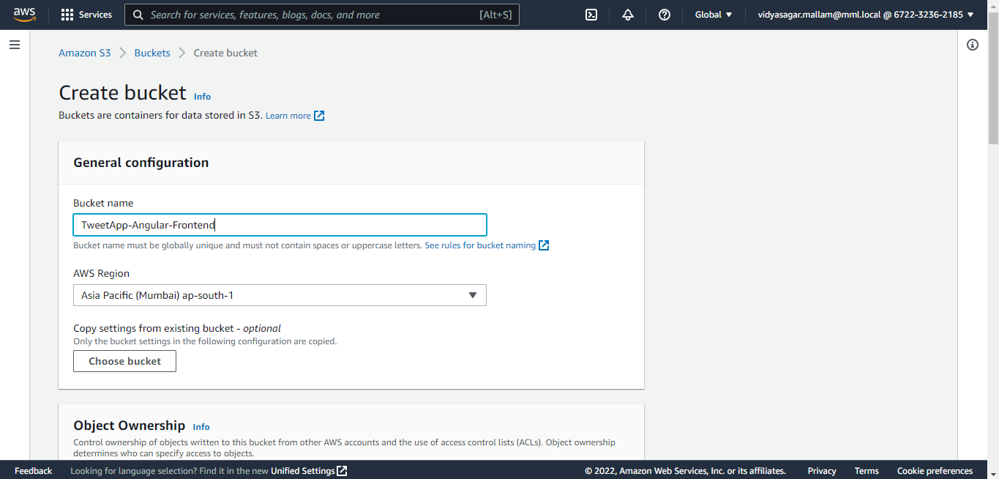 aws Services Search for services, features, blogs, docs, and more [Alt+S] Global ▼ vidyasagar.mallam@mml.local @ 6722-3236-2185 ▼
Amazon S3 > Buckets > Create bucket
Create bucket Info
Buckets are containers for data stored in S3. Learn more
General configuration
Bucket name
TweetApp-Angular-Frontend
Bucket name must be globally unique and must not contain spaces or uppercase letters. See rules for bucket naming
AWS Region
Asia Pacific (Mumbai) ap-south-1
Copy settings from existing bucket - optional
Only the bucket settings in the following configuration are copied.
Choose bucket
Object Ownership Info
Control ownership of objects written to this bucket from other AWS accounts and the use of access control lists (ACLs). Object ownership
determines who can specify access to objects.
Feedback Looking for language selection? Find it in the new Unified Settings © 2022, Amazon Web Services, Inc. or its affiliates. Privacy Terms Cookie preferences